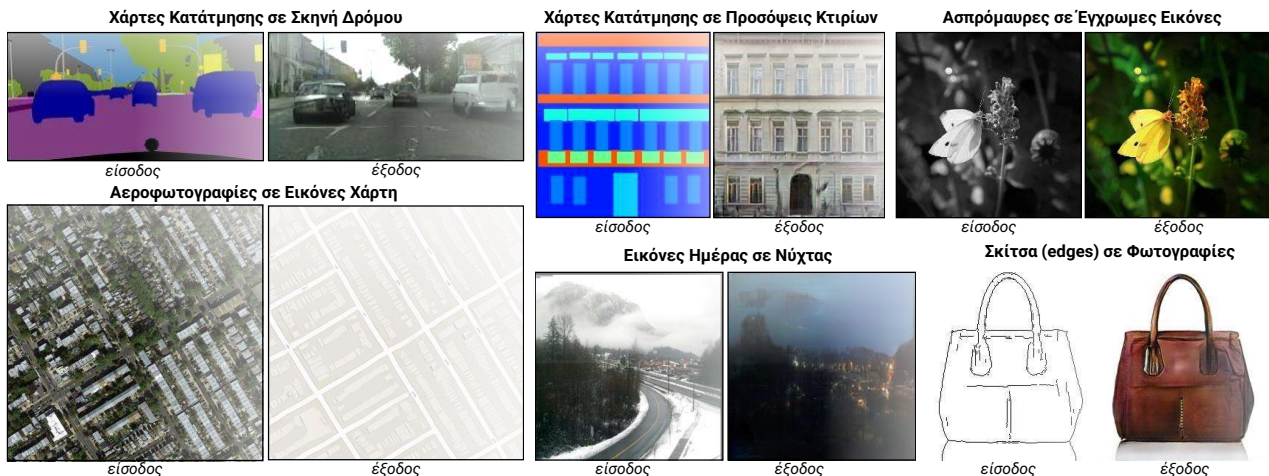 Χάρτες Κατάτμησης σε Σκηνή Δρόμου
είσοδος
έξοδος
Αεροφωτογραφίες σε Εικόνες Χάρτη
είσοδος
έξοδος
Χάρτες Κατάτμησης σε Προσόψεις Κτιρίων
είσοδος
έξοδος
Εικόνες Ημέρας σε Νύχτας
είσοδος
έξοδος
Ασπρόμαυρες σε Έγχρωμες Εικόνες
είσοδος
έξοδος
Σκίτσα (edges) σε Φωτογραφίες
είσοδος
έξοδος